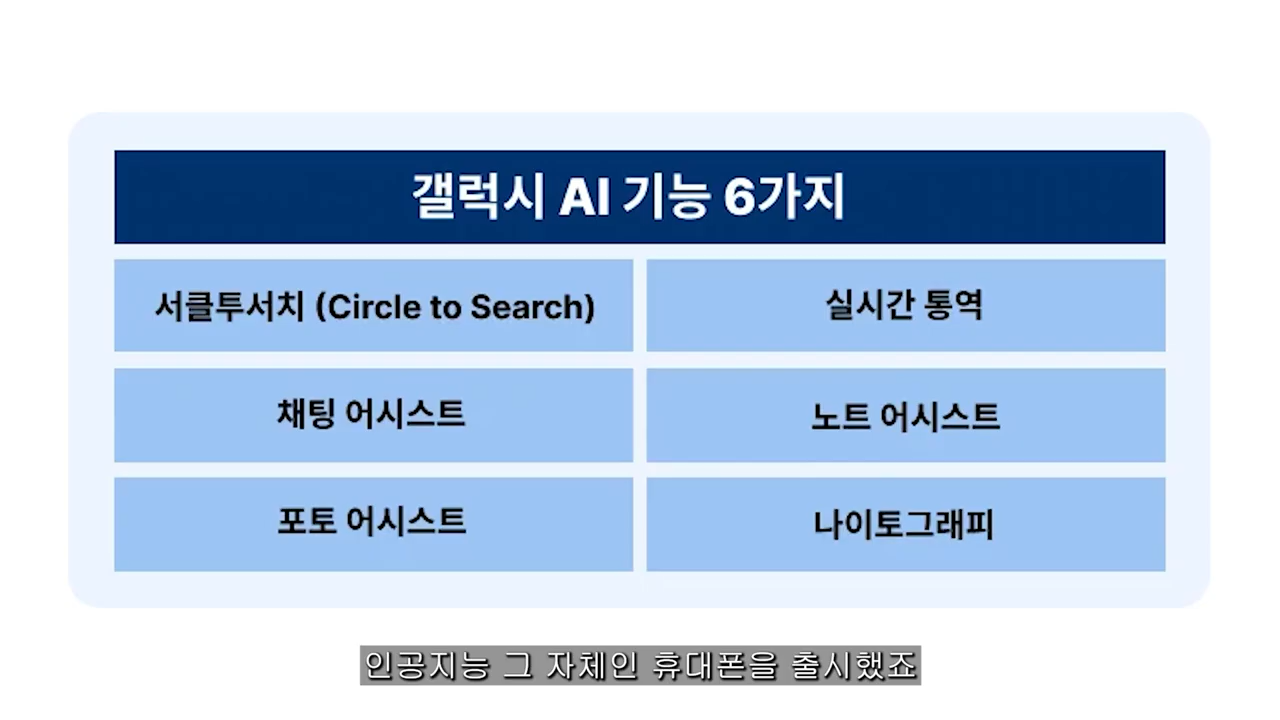 갤럭시 AI 기능 6가지
서클투서치 (Circle to Search)
실시간 통역
채팅 어시스트
노트 어시스트
포토 어시스트
나이토그래피
인공지능 그 자체인 휴대폰을 출시했죠